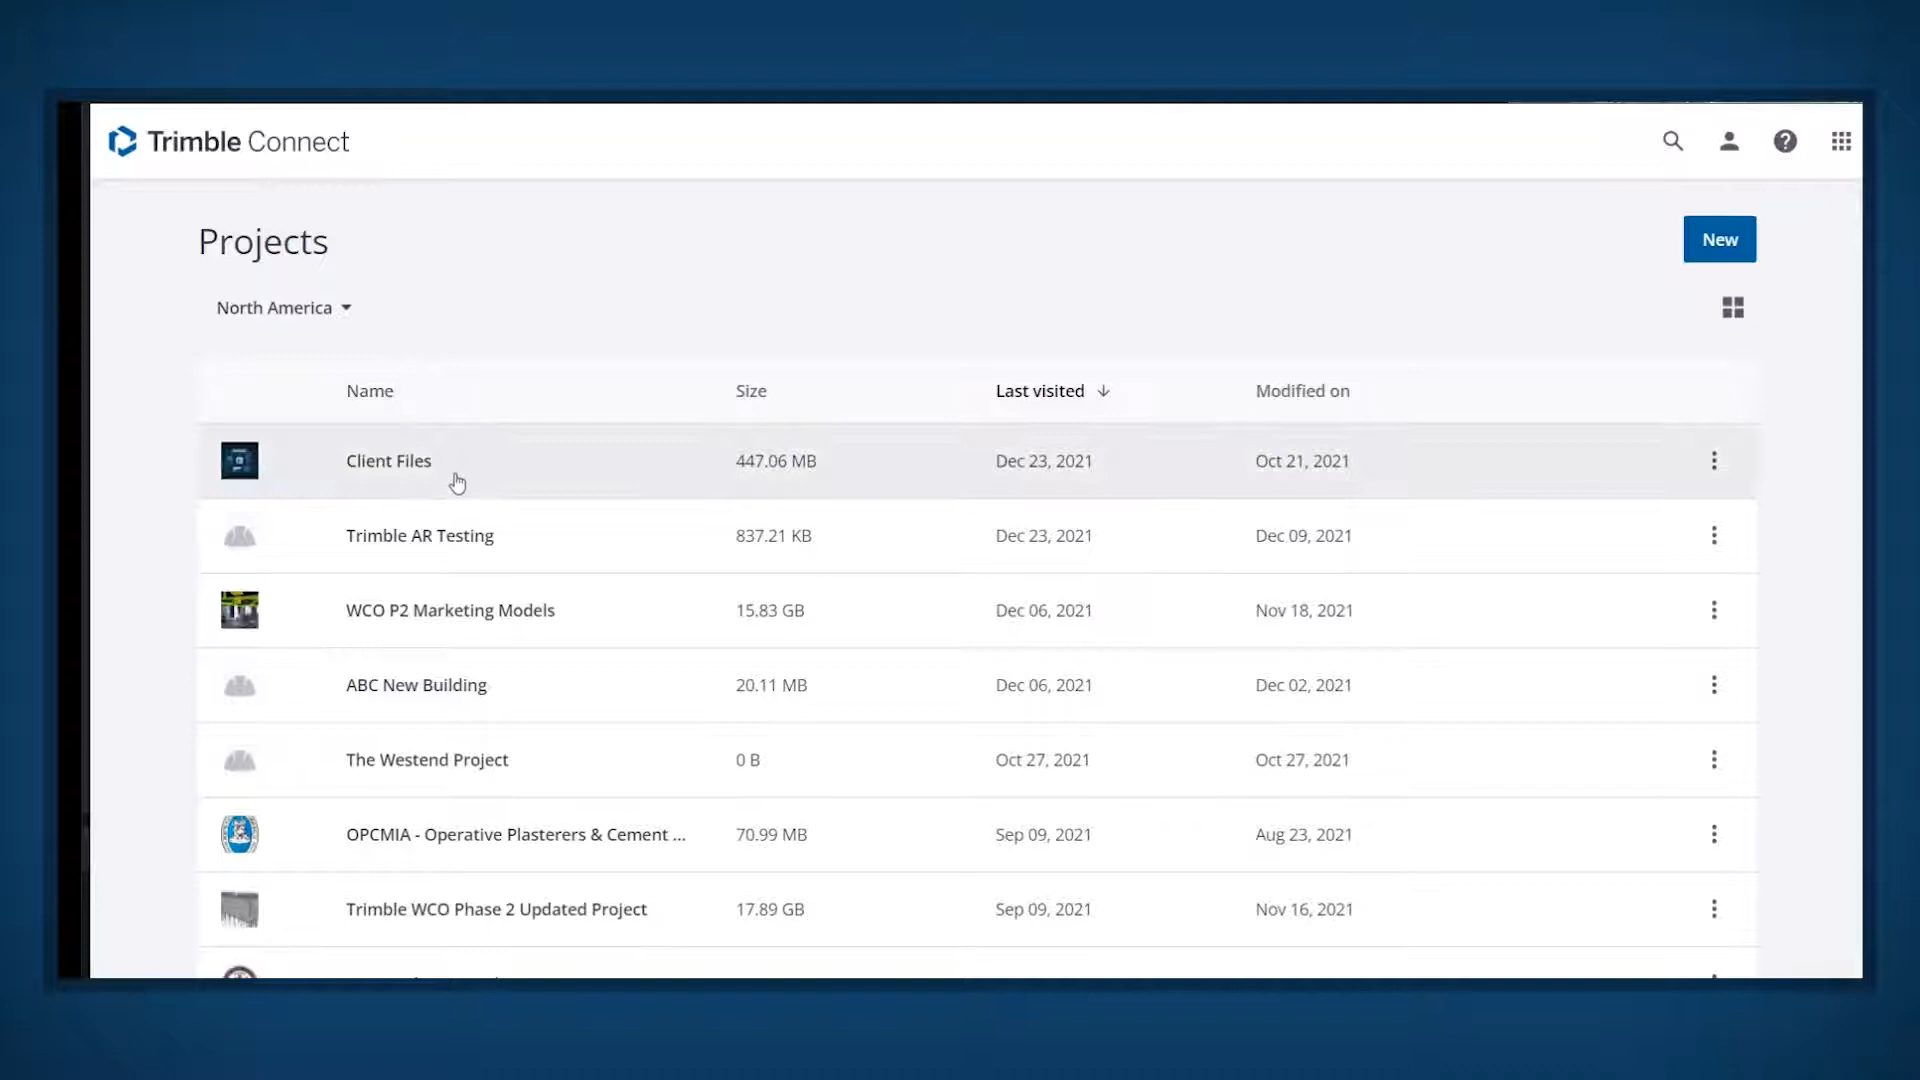 Trimble Connect
Projects
New
North America
Name Size Last visited Modified on
Client Files 447.06 MB Dec 23, 2021 Oct 21, 2021
Trimble AR Testing 837.21 KB Dec 23, 2021 Dec 09, 2021
WCO P2 Marketing Models 15.83 GB Dec 06, 2021 Nov 18, 2021
ABC New Building 20.11 MB Dec 06, 2021 Dec 02, 2021
The Westend Project 0 B Oct 27, 2021 Oct 27, 2021
OPCMIA - Operative Plasterers & Cement ... 70.99 MB Sep 09, 2021 Aug 23, 2021
Trimble WCO Phase 2 Updated Project 17.89 GB Sep 09, 2021 Nov 16, 2021